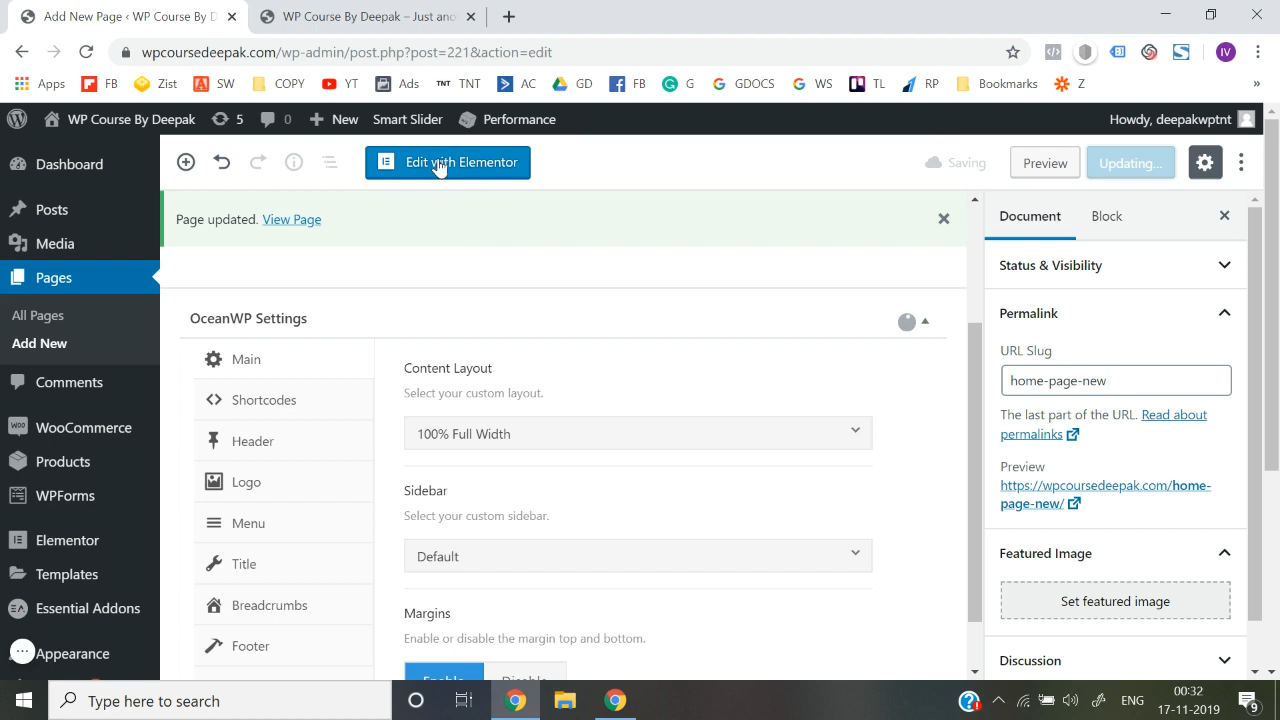 Add New Page ‹ WP Course By D
WP Course By Deepak – Just ano
wpcoursedeepak.com/wp-admin/post.php?post=221&action=edit
IV
Apps
FB
Zist
SW
COPY
YT
Ads
TNT TNT
AC
GD
FB
G
GDOCS
WS
TL
RP
Bookmarks
Z
»
WP Course By Deepak
5
0
New
Smart Slider
Performance
Howdy, deepakwptnt
Dashboard
Posts
Media
Pages
All Pages
Add New
Comments
WooCommerce
Products
WPForms
Elementor
Templates
Essential Addons
Appearance
Edit with Elementor
Saving
Preview
Updating...
Page updated. View Page
OceanWP Settings
Main
Shortcodes
Header
Logo
Menu
Title
Breadcrumbs
Footer
Content Layout
Select your custom layout.
100% Full Width
Sidebar
Select your custom sidebar.
Default
Margins
Enable or disable the margin top and bottom.
Enable
Disable
Document
Block
Status & Visibility
Permalink
URL Slug
home-page-new
The last part of the URL. Read about
permalinks
Preview
https://wpcoursedeepak.com/home-
page-new/
Featured Image
Set featured image
Discussion
Type here to search
ENG
00:32
17-11-2019
9